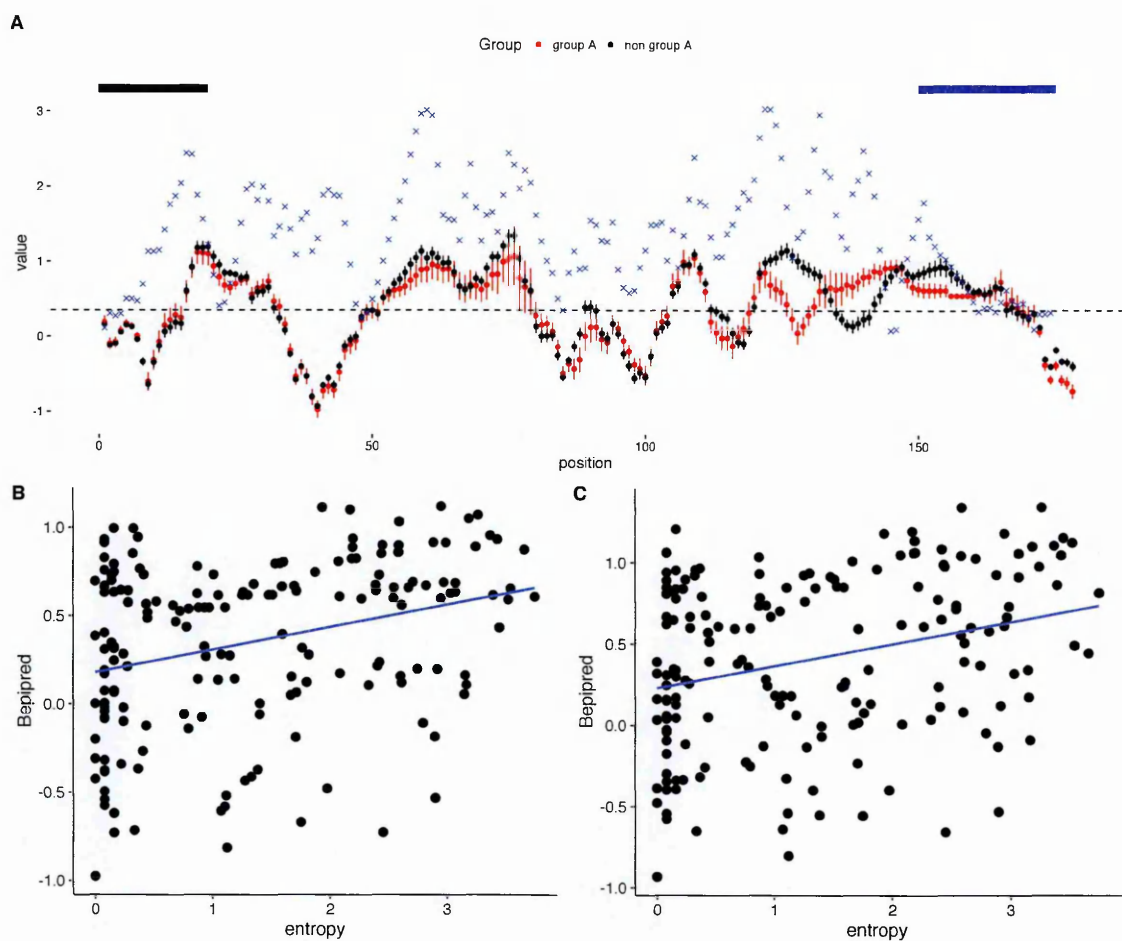 A
Group group A non group A
3
2
1
0
-1
value
0 50 100 150
position
B
1.0
0.5
0.0
-0.5
-1.0
Bepipred
0 1 2 3
entropy
C
1.0
0.5
0.0
-0.5
-1.0
Bepipred
0 1 2 3
entropy